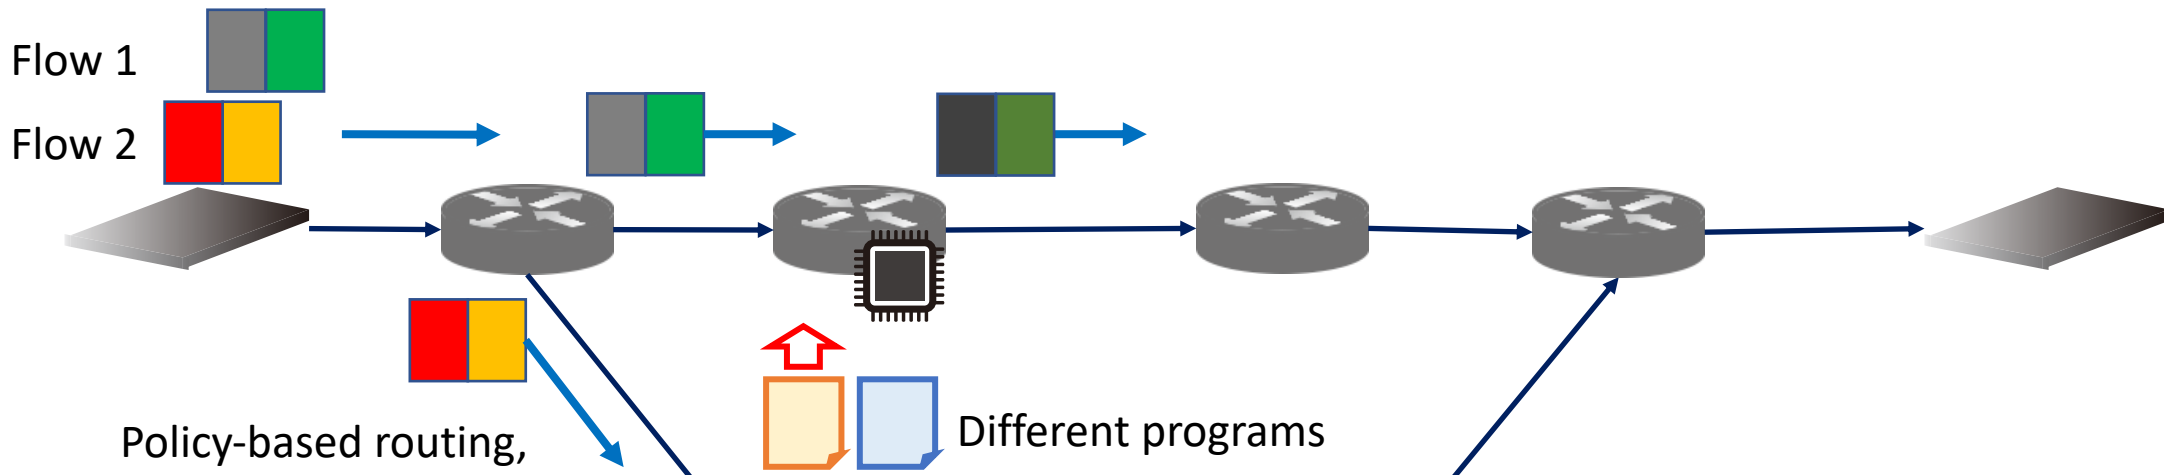 Flow 1
Flow 2
Different programs
Policy-based routing,